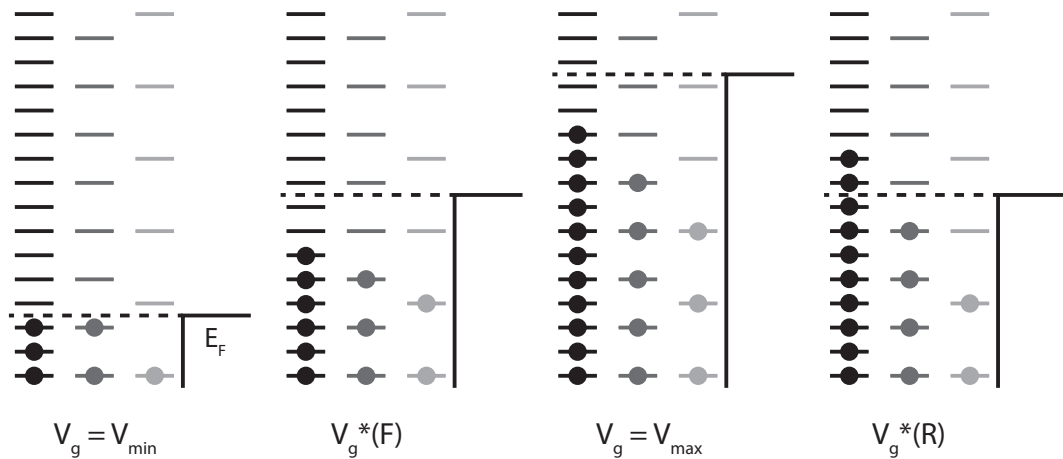 E_F
V_g = V_min
V_g*(F)
V_g = V_max
V_g*(R)